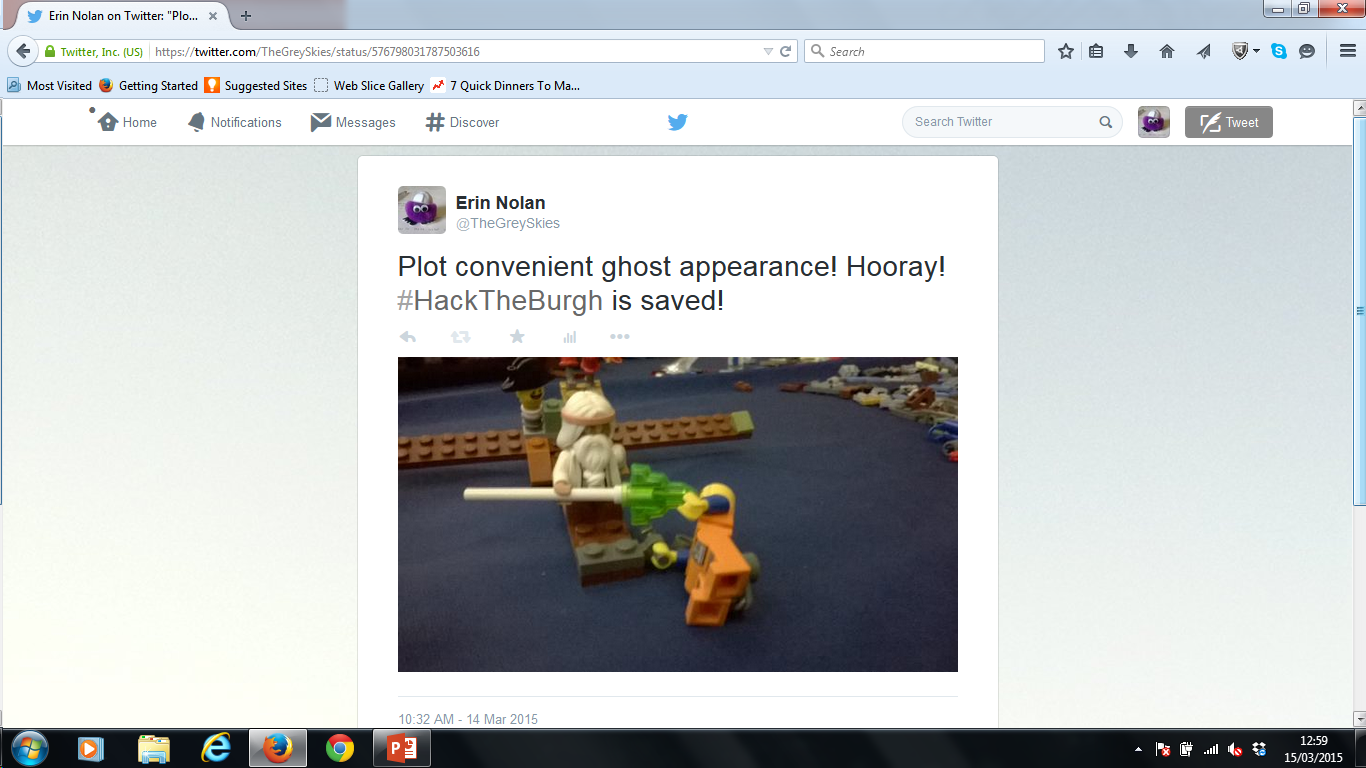 Erin Nolan on Twitter: "Plo...
Twitter, Inc. (US) https://twitter.com/TheGreySkies/status/576798031787503616 Search
Most Visited Getting Started Suggested Sites Web Slice Gallery 7 Quick Dinners To Ma...
Home Notifications Messages Discover Search Twitter Tweet
Erin Nolan
@TheGreySkies
Plot convenient ghost appearance! Hooray!
#HackTheBurgh is saved!
10:32 AM - 14 Mar 2015
12:59
15/03/2015